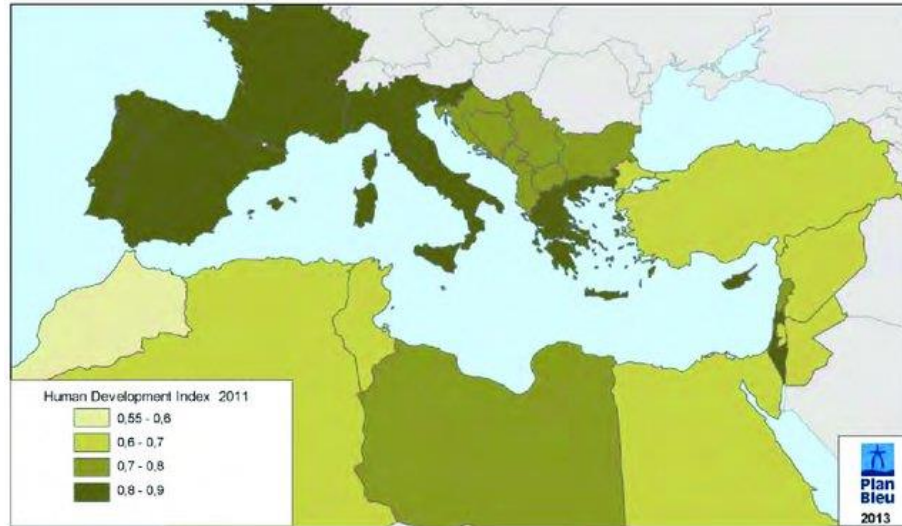 Human Development Index 2011
0,55 - 0,6
0,6 - 0,7
0,7 - 0,8
0,8 - 0,9
Plan
Bleu
2013